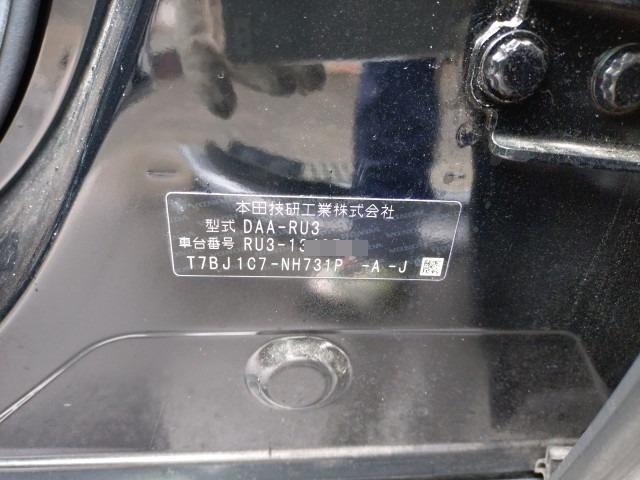 本田技研工業株式会社
型式 DAA-RU3
車台番号 RU3-13
T7BJ1C7-NH731P -A-J